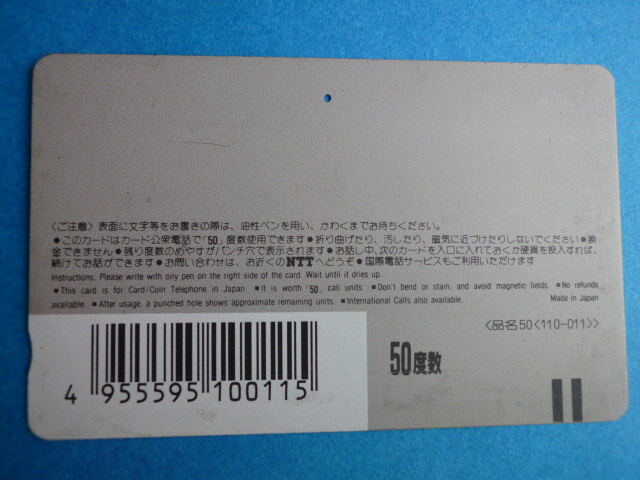 〈ご注意〉表面に文字等をお書きの際は、油性ペンを用い、かわくまでお待ちください。
●このカードはカード公衆電話で「50」度数使用できます●折り曲げたり、汚したり、磁気に近づけたりしないでください●換
金できません●残り度数のめやすがパンチ穴で表示されます●お話し中、次のカードを入口に入れておくか硬貨を投入すれば、
続けてお話ができます●お問い合わせは、お近くのNTTへどうぞ●国際電話サービスもご利用いただけます
Instructions: Please write with oily pen on the right side of the card. Wait until it dries up.
●This card is for Card/Coin Telephone in Japan. ●It is worth「50」call units ●Don't bend or stain, and avoid magnetic fields. ●No refunds
available. ●After usage, a punched hole shows approximate remaining units. ●International Calls also available. Made in Japan
〈品名50〈110-011〉〉
50度数
4 955595 100115